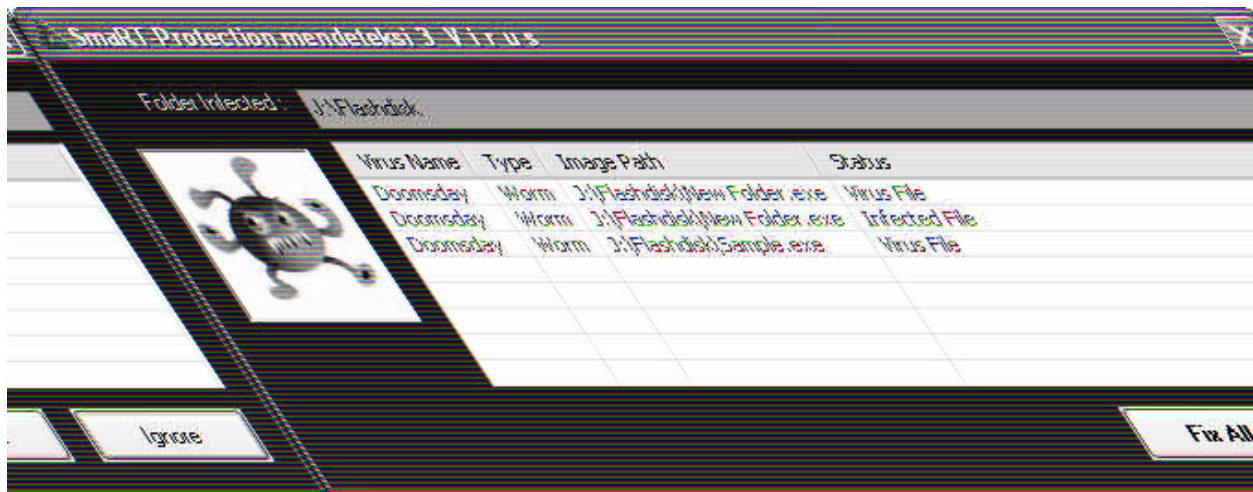 SmaRT-Protection mendeteksi 3 V i r u s
Folder Infected : J:\Flashdisk\
Virus Name Type Image Path Status
Doomsday Worm J:\Flashdisk\New Folder.exe Virus File
Doomsday Worm J:\Flashdisk\New Folder.exe Infected File
Doomsday Worm J:\Flashdisk\Sample.exe Virus File
Ignore Fix All